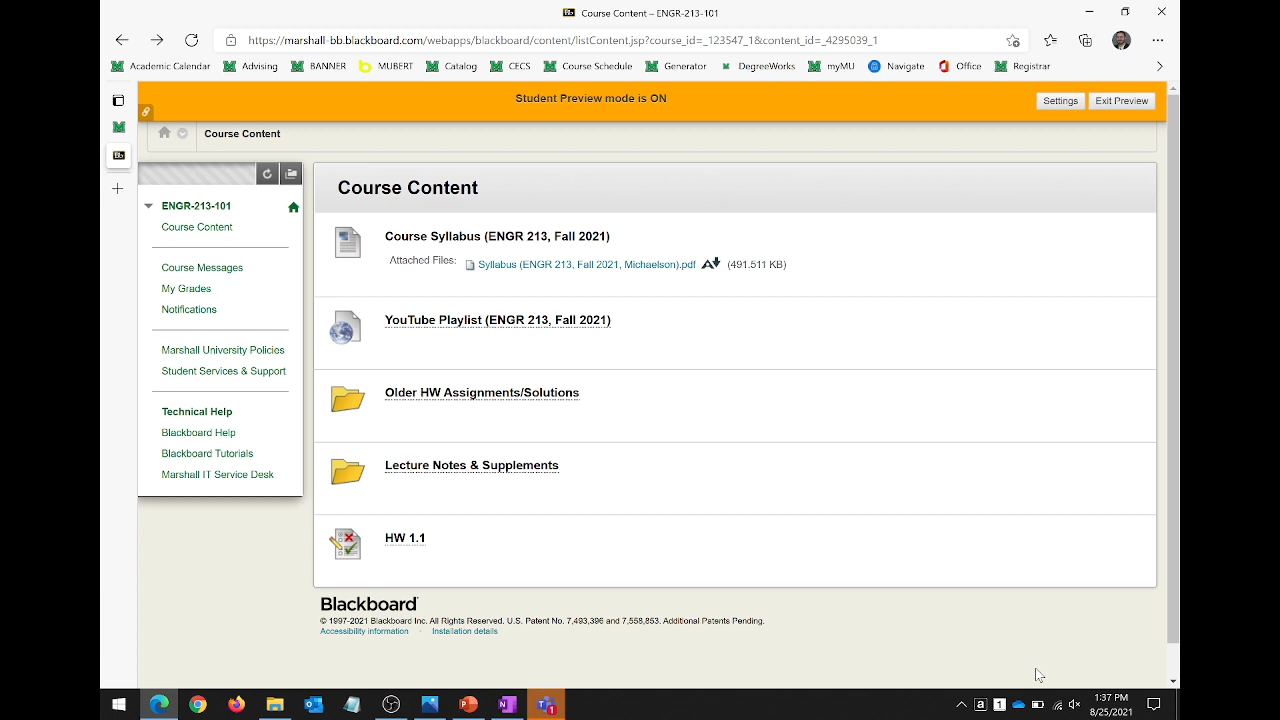 Course Content – ENGR-213-101
https://marshall-bb.blackboard.com/webapps/blackboard/content/listContent.jsp?course_id=_123547_1&content_id=_4295039_1
Academic Calendar Advising BANNER MUBERT Catalog CECS Course Schedule Generator DegreeWorks myMU Navigate Office Registrar
Student Preview mode is ON
Settings Exit Preview
Course Content
ENGR-213-101
Course Content
Course Messages
My Grades
Notifications
Marshall University Policies
Student Services & Support
Technical Help
Blackboard Help
Blackboard Tutorials
Marshall IT Service Desk
Course Content
Course Syllabus (ENGR 213, Fall 2021)
Attached Files: Syllabus (ENGR 213, Fall 2021, Michaelson).pdf (491.511 KB)
YouTube Playlist (ENGR 213, Fall 2021)
Older HW Assignments/Solutions
Lecture Notes & Supplements
HW 1.1
Blackboard
© 1997-2021 Blackboard Inc. All Rights Reserved. U.S. Patent No. 7,493,396 and 7,558,853. Additional Patents Pending.
Accessibility information · Installation details
1:37 PM
8/25/2021